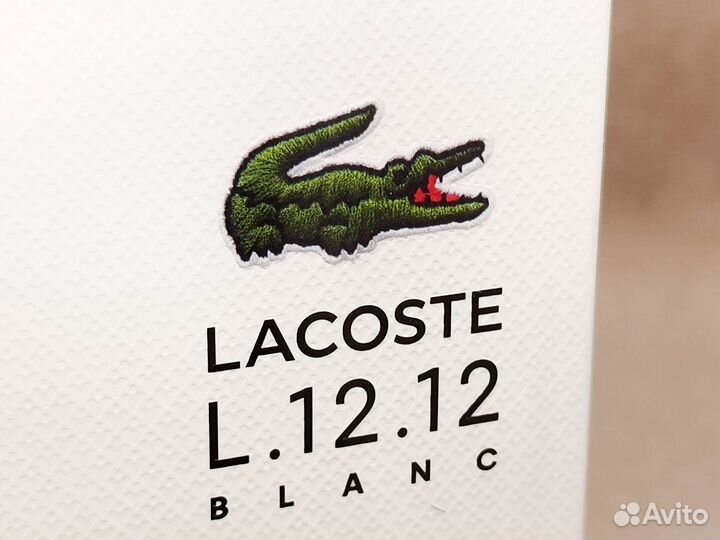 LACOSTE
L.12.12
BLANC
Avito